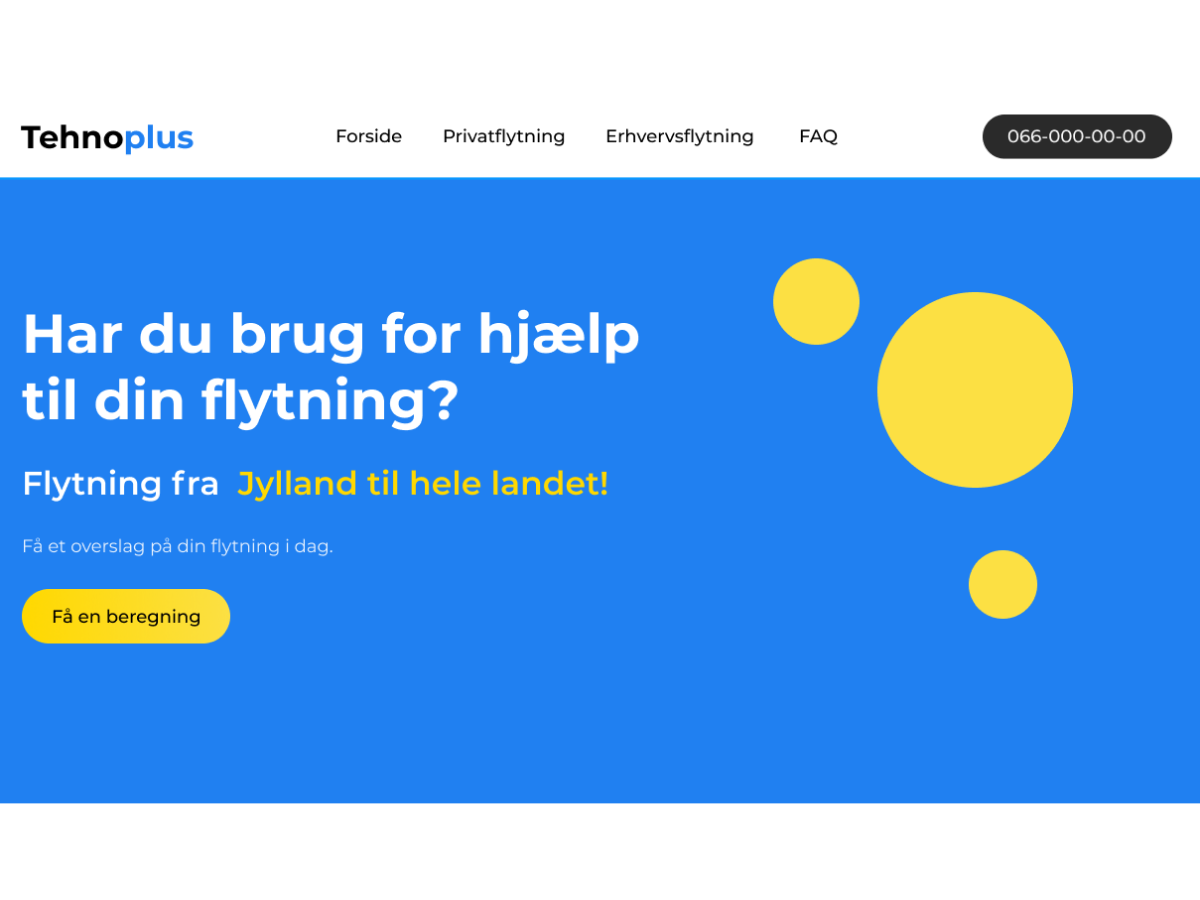 Tehnoplus
Forside
Privatflytning
Erhvervsflytning
FAQ
066-000-00-00
Har du brug for hjælp
til din flytning?
Flytning fra Jylland til hele landet!
Få et overslag på din flytning i dag.
Få en beregning